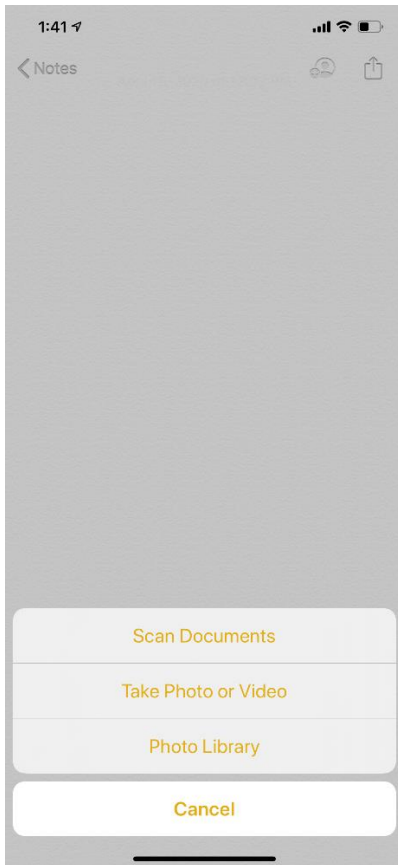 1:41
Notes
Scan Documents
Take Photo or Video
Photo Library
Cancel